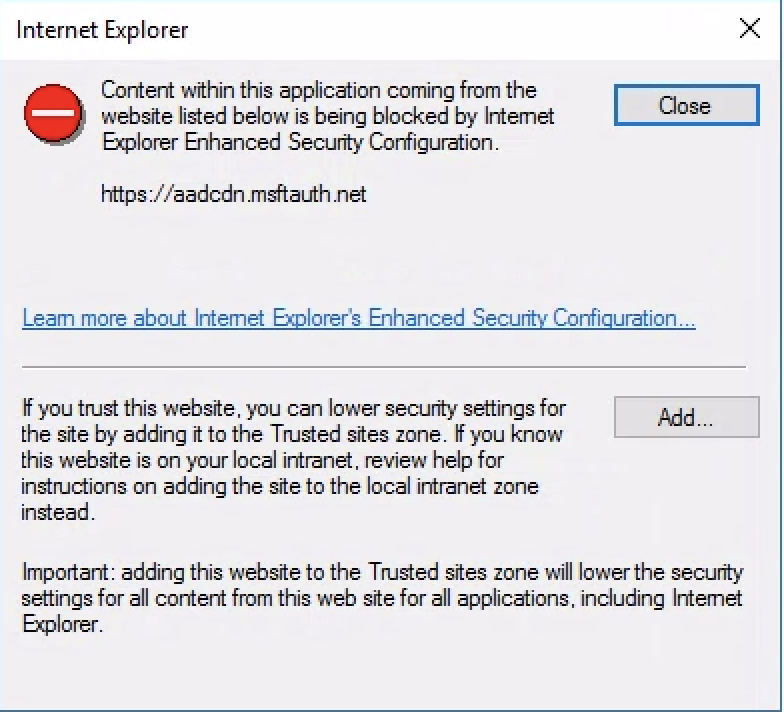 Internet Explorer
Content within this application coming from the
website listed below is being blocked by Internet
Explorer Enhanced Security Configuration.
Close
https://aadcdn.msftauth.net
Learn more about Internet Explorer's Enhanced Security Configuration...
If you trust this website, you can lower security settings for
the site by adding it to the Trusted sites zone. If you know
this website is on your local intranet, review help for
instructions on adding the site to the local intranet zone
instead.
Add...
Important: adding this website to the Trusted sites zone will lower the security
settings for all content from this web site for all applications, including Internet
Explorer.